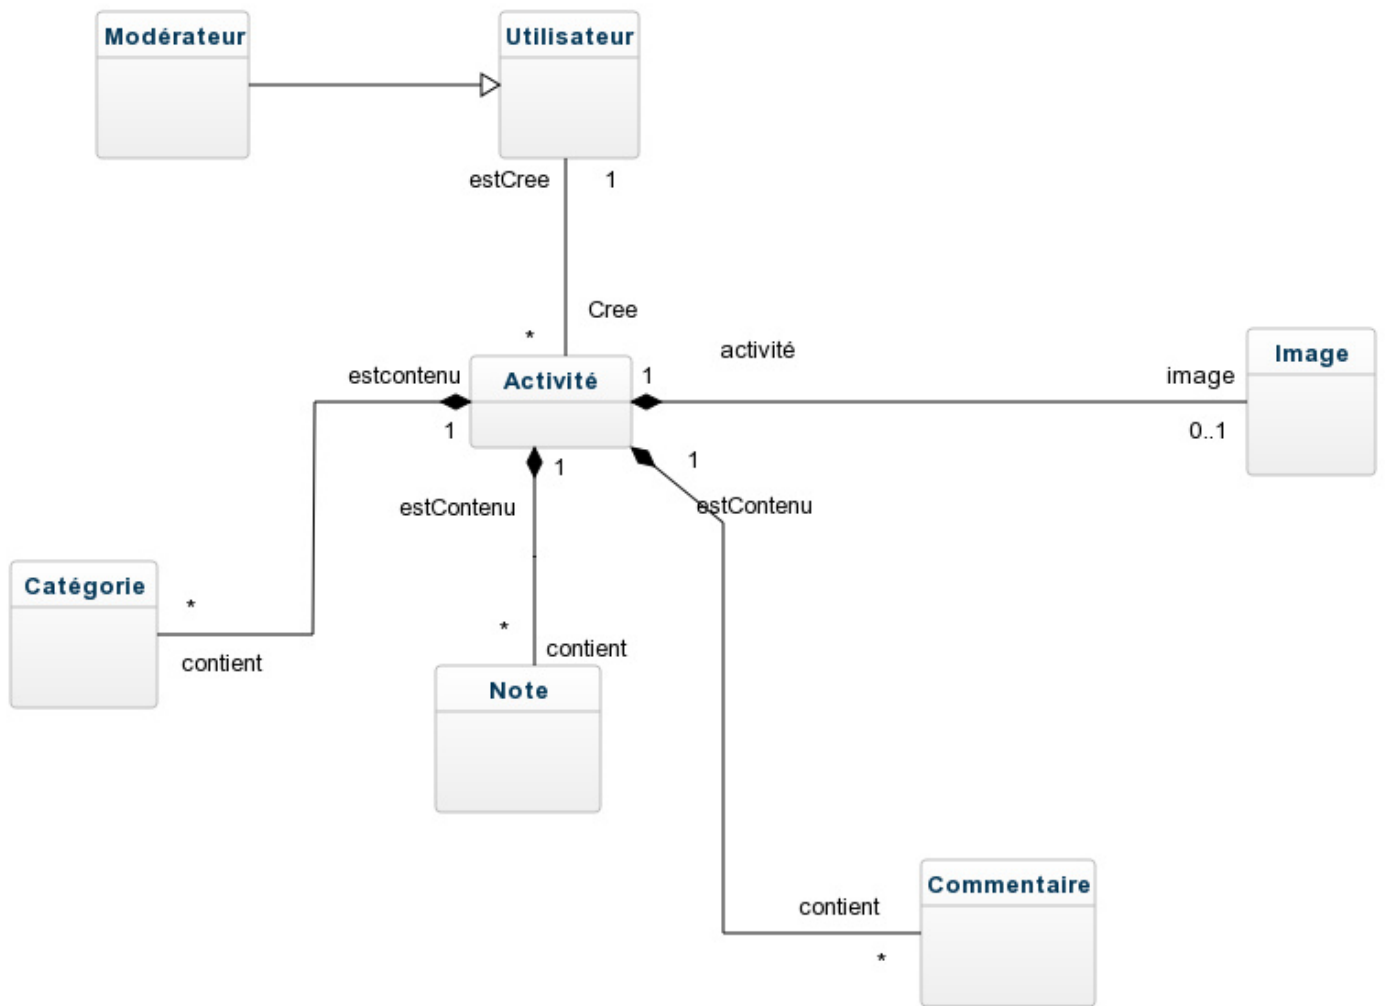 Modérateur
Utilisateur
estCree
1
Cree
*
activité
estcontenu
Activité
1
image
Image
1
0..1
1
1
estContenu
estContenu
Catégorie
*
contient
*
contient
Note
Commentaire
contient
*